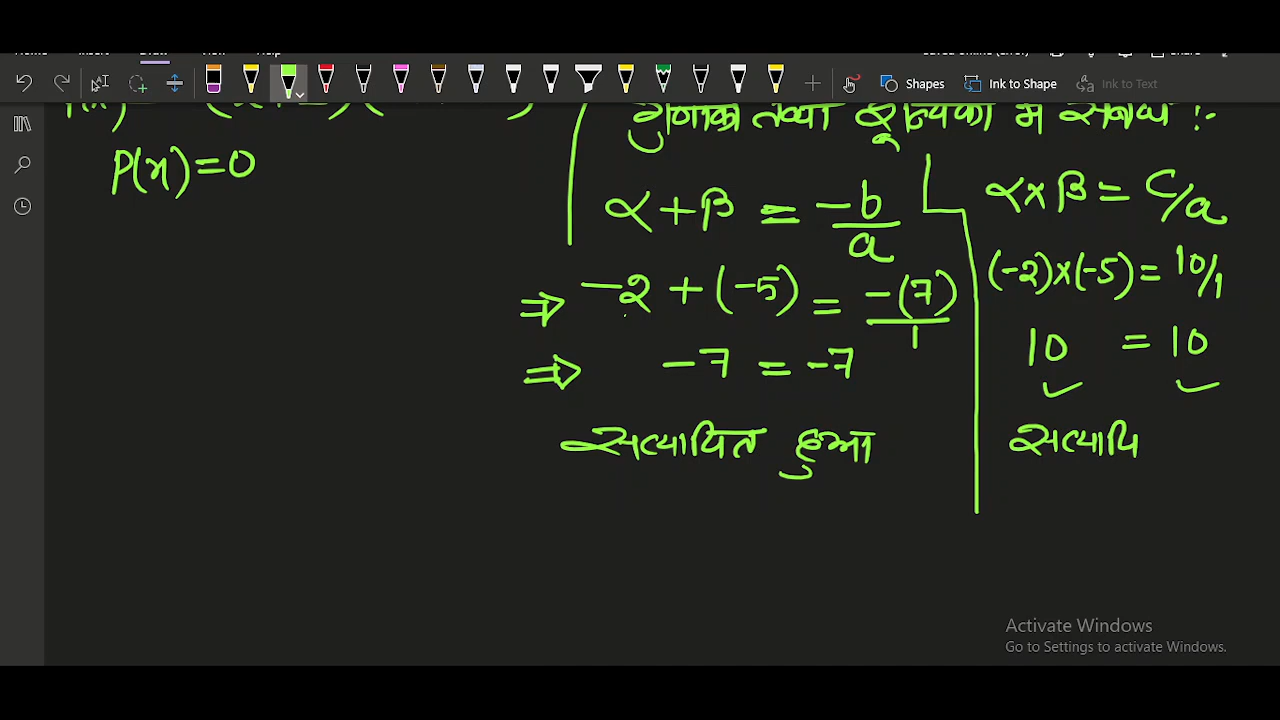 Shapes Ink to Shape Ink to Text
P(x)=0
गुणांको तथा शून्यिको में संबंध :-
α+β = -b/a
⇒ -2 + (-5) = -(7)/1
⇒ -7 = -7
सत्यापित हुआ
α×β = c/a
(-2)×(-5) = 10/1
10 = 10
सत्यापि
Activate Windows
Go to Settings to activate Windows.